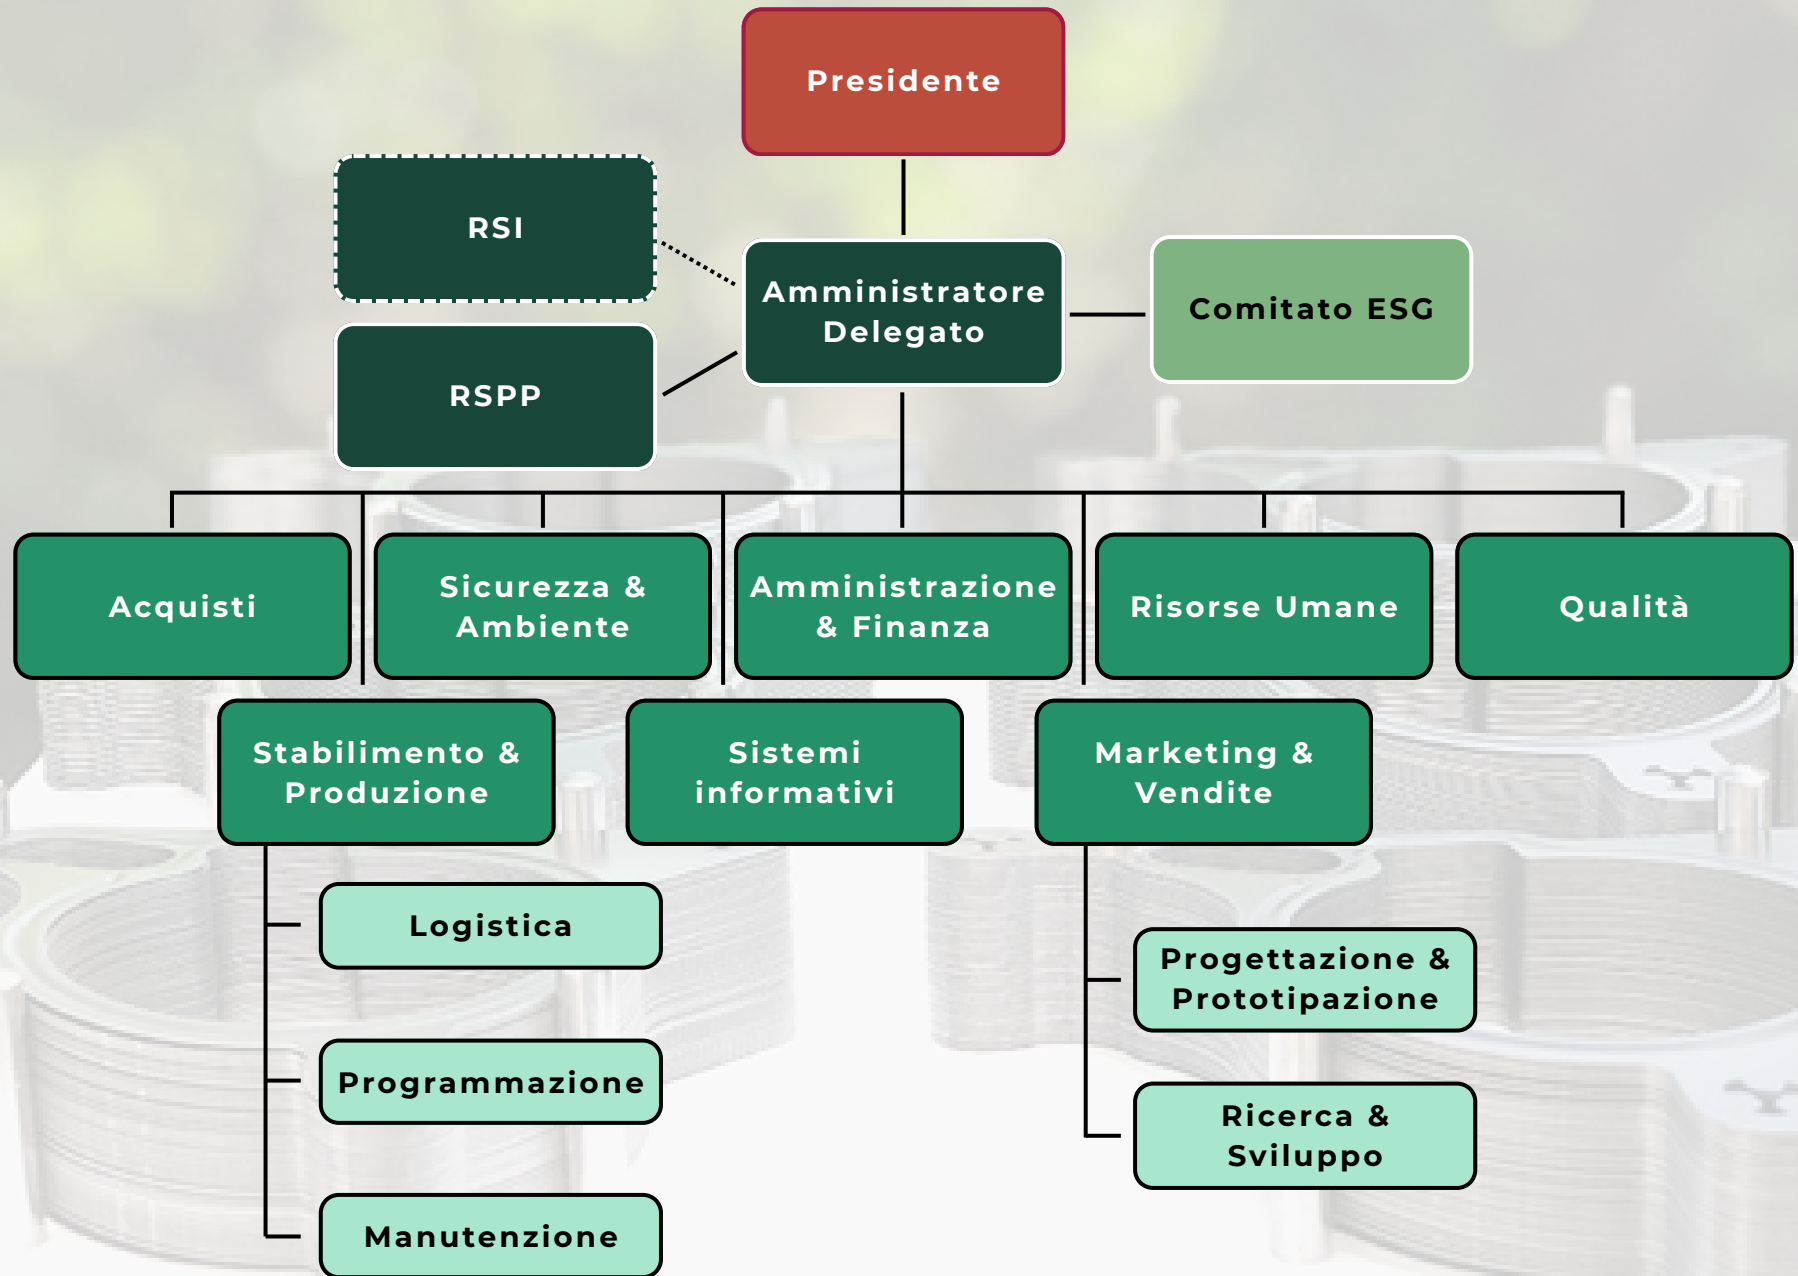 Presidente
RSI
Amministratore
Delegato
Comitato ESG
RSPP
Acquisti
Sicurezza &
Ambiente
Amministrazione
& Finanza
Risorse Umane
Qualità
Stabilimento &
Produzione
Sistemi
informativi
Marketing &
Vendite
Logistica
Programmazione
Manutenzione
Progettazione &
Prototipazione
Ricerca &
Sviluppo